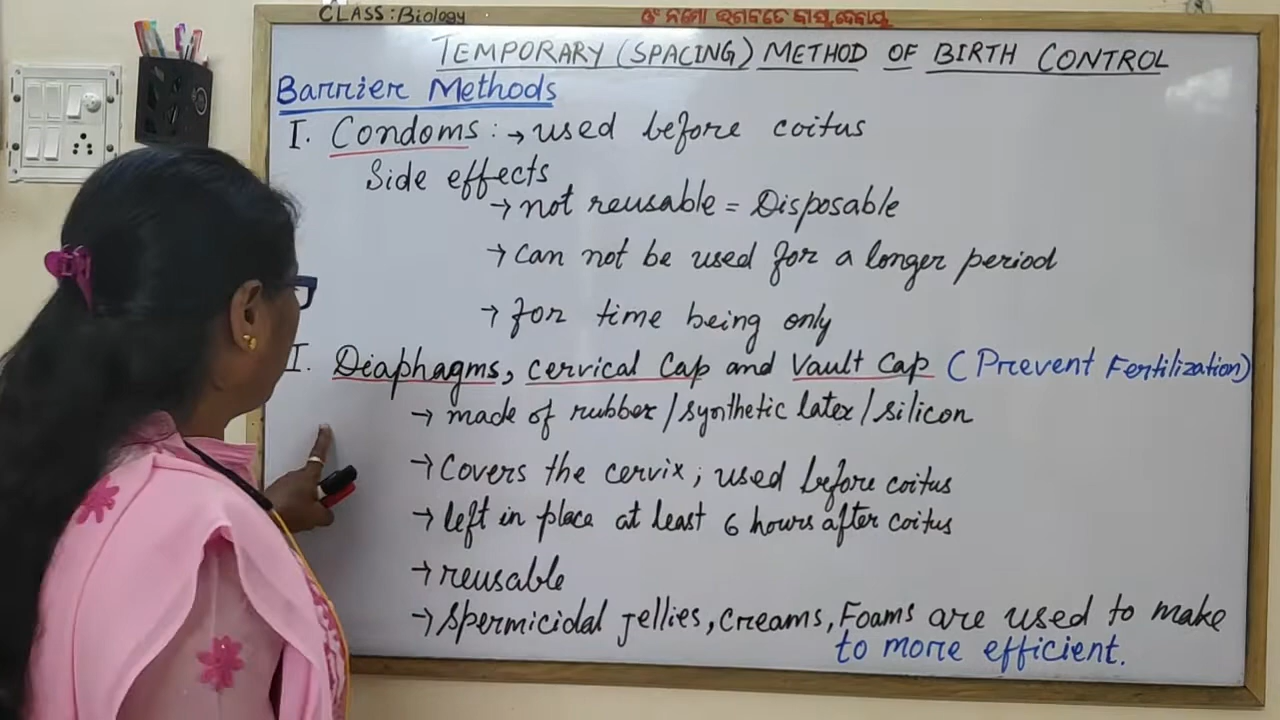 CLASS: Biology
ॐ ନମୋ ଭଗବତେ ବାସୁଦେବାୟ
TEMPORARY (SPACING) METHOD OF BIRTH CONTROL
Barrier Methods
I. Condoms: → used before coitus
Side effects
→ not reusable = Disposable
→ can not be used for a longer period
→ for time being only
I. Diaphagms, cervical Cap and Vault Cap (Prevent Fertilization)
→ made of rubber/synthetic latex/silicon
→ Covers the cervix; used before coitus
→ left in place at least 6 hours after coitus
→ reusable
→ Spermicidal jellies, creams, Foams are used to make
to more efficient.